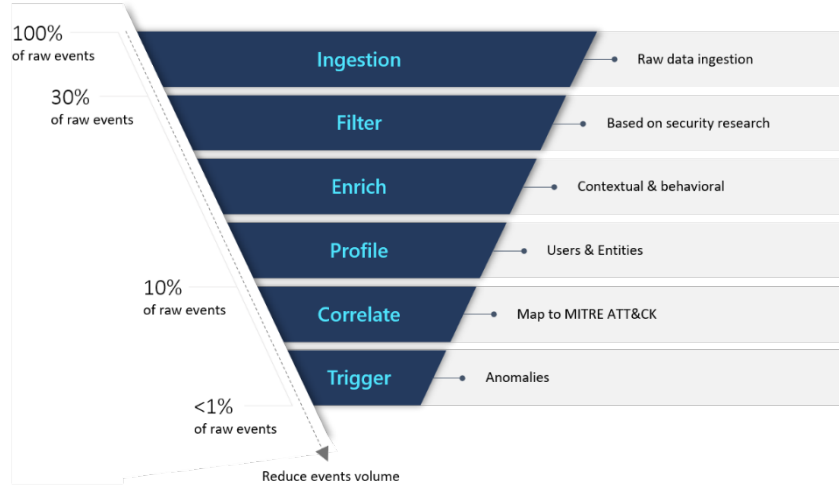 100%
of raw events
Ingestion
Raw data ingestion
30%
of raw events
Filter
Based on security research
Enrich
Contextual & behavioral
Profile
Users & Entities
10%
of raw events
Correlate
Map to MITRE ATT&CK
Trigger
Anomalies
<1%
of raw events
Reduce events volume